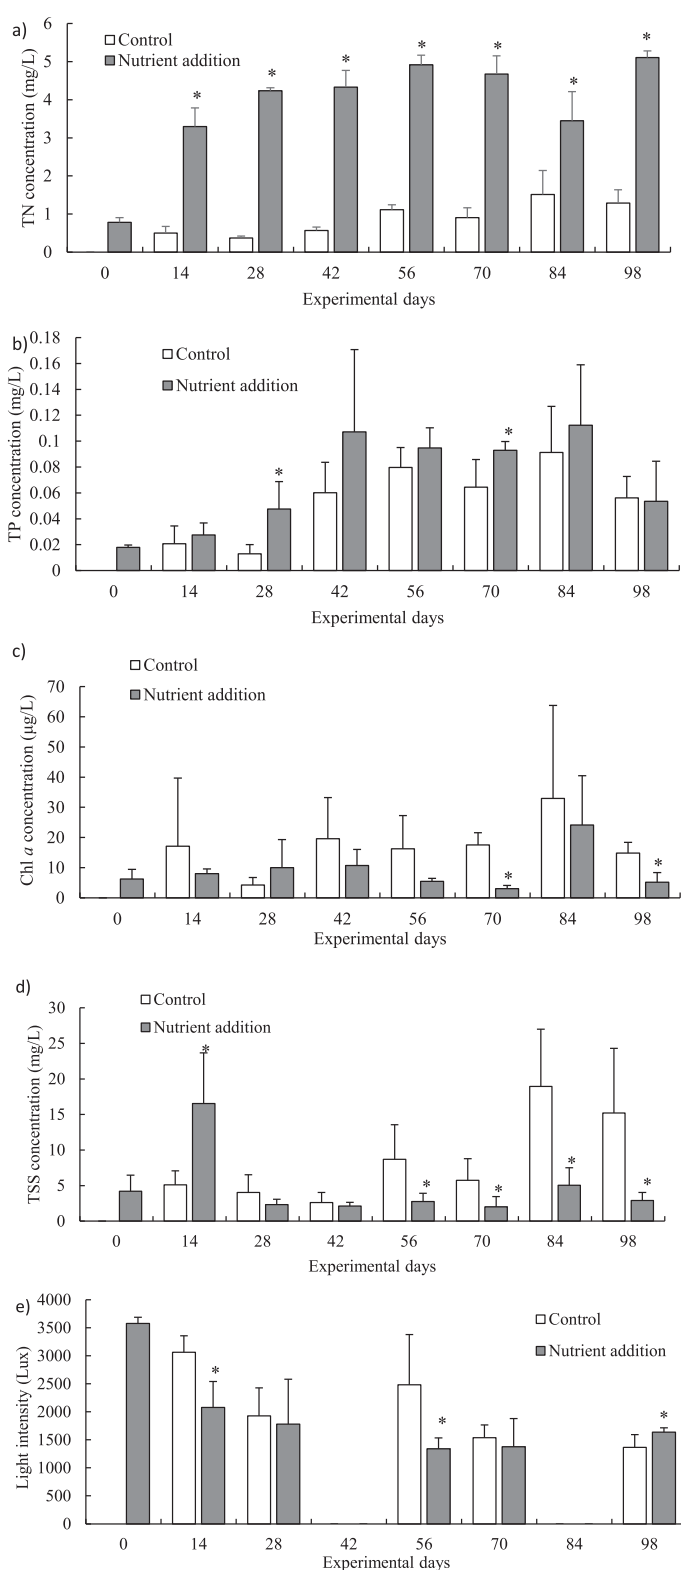 a)
TN concentration (mg/L)
6
5
4
3
2
1
0
Control
Nutrient addition
*
*
*
*
*
*
*
0 14 28 42 56 70 84 98
Experimental days
b)
TP concentration (mg/L)
0.18
0.16
0.14
0.12
0.1
0.08
0.06
0.04
0.02
0
Control
Nutrient addition
*
*
0 14 28 42 56 70 84 98
Experimental days
c)
Chl a concentration (µg/L)
70
60
50
40
30
20
10
0
Control
Nutrient addition
*
*
0 14 28 42 56 70 84 98
Experimental days
d)
TSS concentration (mg/L)
30
25
20
15
10
5
0
Control
Nutrient addition
*
*
*
*
*
0 14 28 42 56 70 84 98
Experimental days
e)
Light intensity (Lux)
4000
3500
3000
2500
2000
1500
1000
500
0
Control
Nutrient addition
*
*
*
0 14 28 42 56 70 84 98
Experimental days